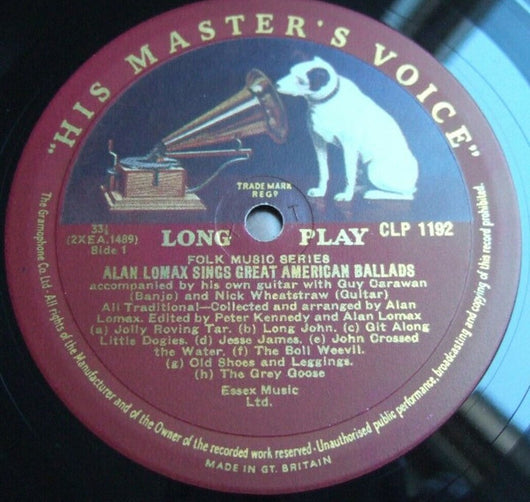 "HIS MASTER'S VOICE"
TRADE MARK
REGD
33⅓
(2XEA.1489)
Side 1
LONG PLAY
CLP 1192
FOLK MUSIC SERIES
ALAN LOMAX SINGS GREAT AMERICAN BALLADS
accompanied by his own guitar with Guy Carawan
(Banjo) and Nick Wheatstraw (Guitar)
All Traditional—Collected and arranged by Alan
Lomax. Edited by Peter Kennedy and Alan Lomax
(a) Jolly Roving Tar. (b) Long John. (c) Git Along
Little Dogies. (d) Jesse James. (e) John Crossed
the Water. (f) The Boll Weevil.
(g) Old Shoes and Leggings.
(h) The Grey Goose
Essex Music
Ltd.
The Gramophone Co. Ltd · All rights of the Manufacturer and of the Owner of the recorded work reserved · Unauthorised public performance, broadcasting and copying of this record prohibited.
MADE IN GT. BRITAIN
T